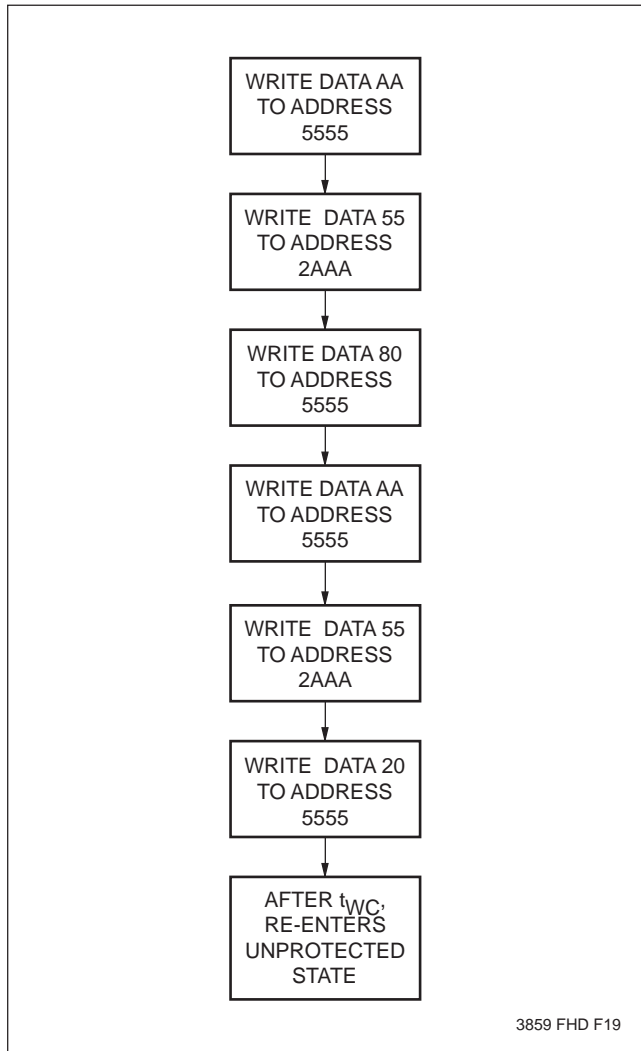 WRITE DATA AA
TO ADDRESS
5555
WRITE DATA 55
TO ADDRESS
2AAA
WRITE DATA 80
TO ADDRESS
5555
WRITE DATA AA
TO ADDRESS
5555
WRITE DATA 55
TO ADDRESS
2AAA
WRITE DATA 20
TO ADDRESS
5555
AFTER tWC,
RE-ENTERS
UNPROTECTED
STATE
3859 FHD F19